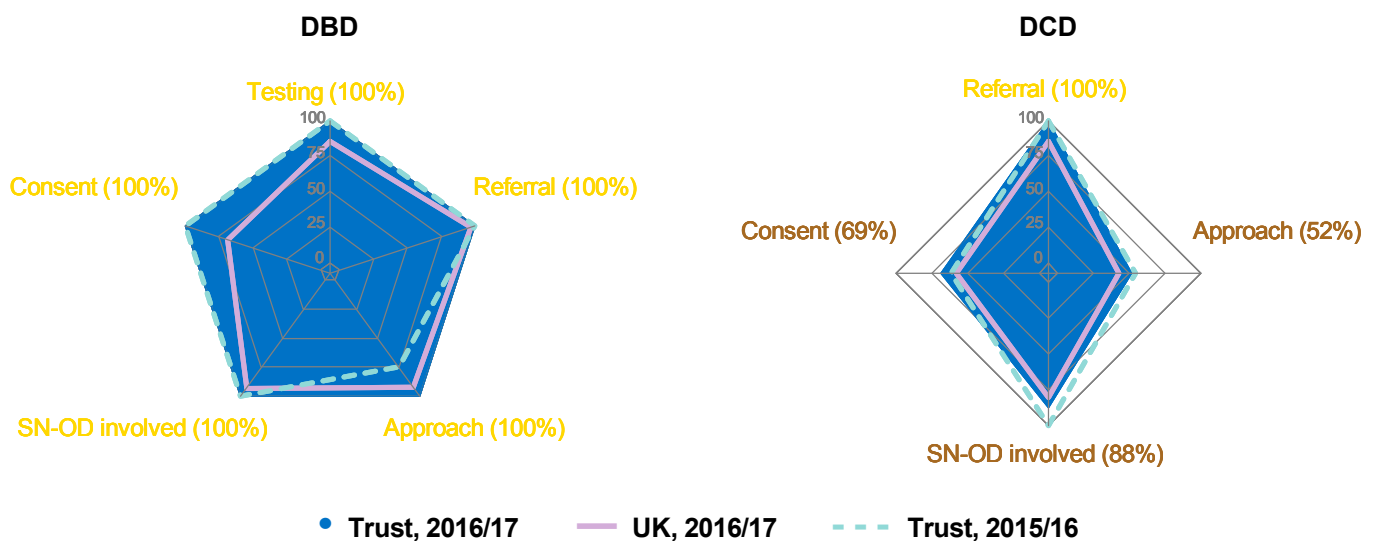 DBD
Testing (100%)
100
75
50
25
0
Consent (100%)
Referral (100%)
SN-OD involved (100%)
Approach (100%)
DCD
Referral (100%)
100
75
50
25
0
Consent (69%)
Approach (52%)
SN-OD involved (88%)
Trust, 2016/17
UK, 2016/17
Trust, 2015/16